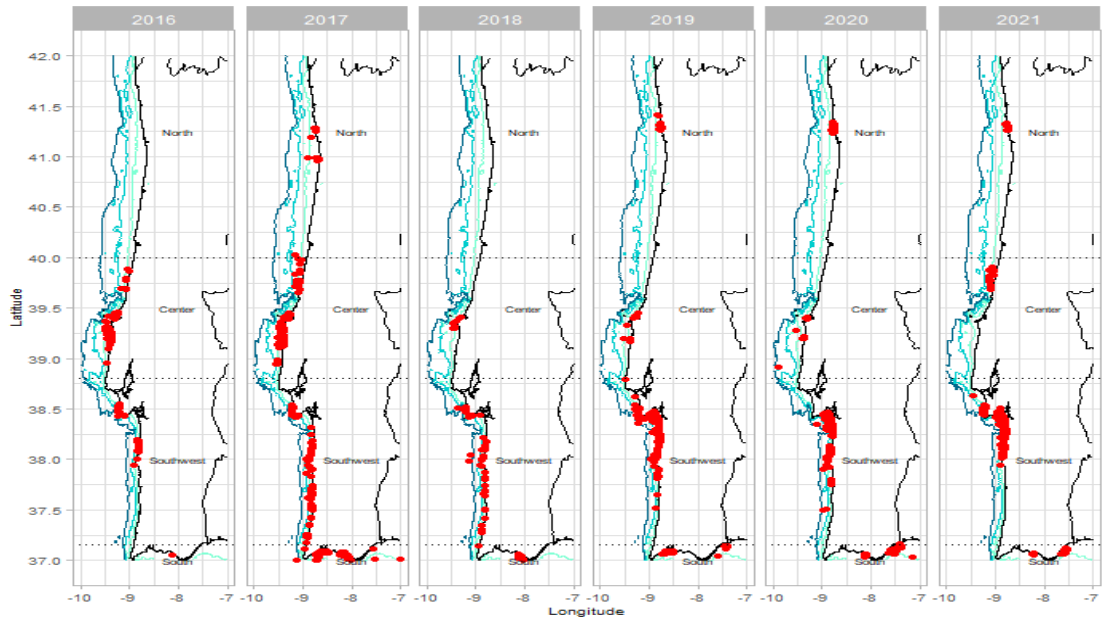 2016 2017 2018 2019 2020 2021
42.0
41.5
North North North North North North
41.0
40.5
40.0
39.5
Center Center Center Center Center Center
39.0
38.5
38.0
Southwest Southwest Southwest Southwest Southwest Southwest
37.5
37.0
South South South South South South
Latitude
-10 -9 -8 -7 -10 -9 -8 -7 -10 -9 -8 -7 -10 -9 -8 -7 -10 -9 -8 -7 -10 -9 -8 -7
Longitude